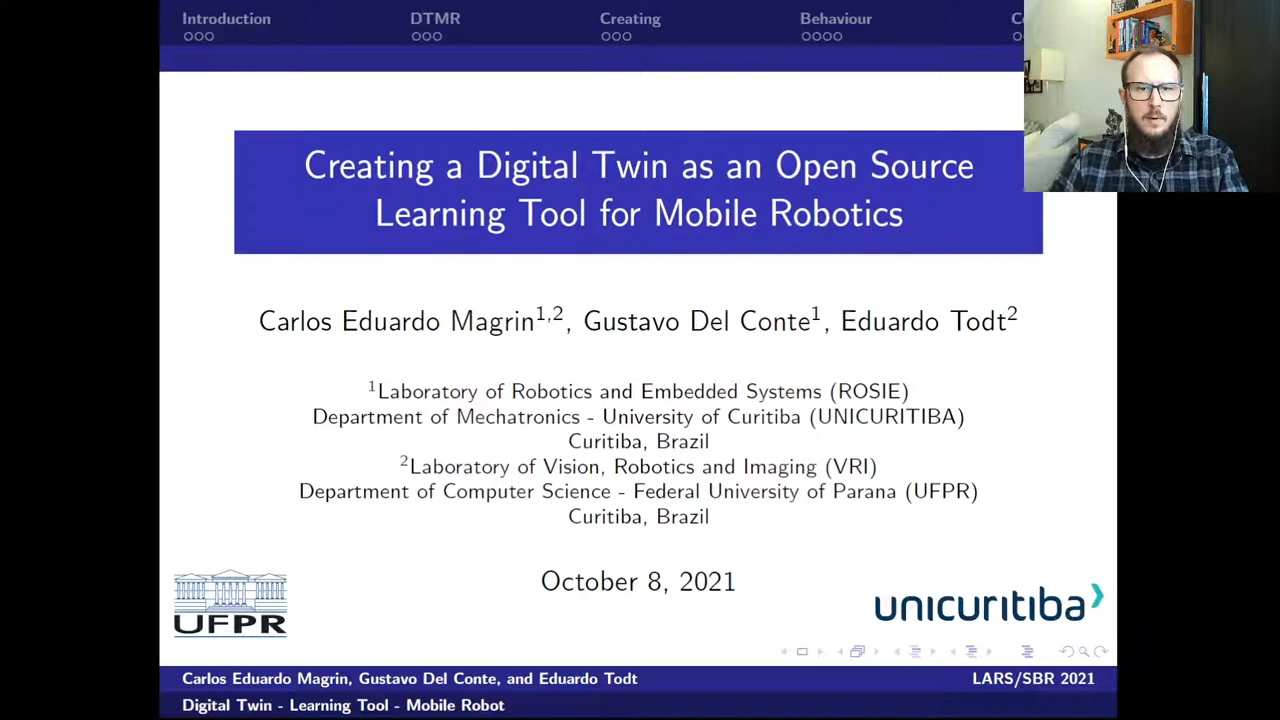 Introduction
DTMR
Creating
Behaviour
Creating a Digital Twin as an Open Source
Learning Tool for Mobile Robotics
Carlos Eduardo Magrin1,2, Gustavo Del Conte1, Eduardo Todt2
1Laboratory of Robotics and Embedded Systems (ROSIE)
Department of Mechatronics - University of Curitiba (UNICURITIBA)
Curitiba, Brazil
2Laboratory of Vision, Robotics and Imaging (VRI)
Department of Computer Science - Federal University of Parana (UFPR)
Curitiba, Brazil
October 8, 2021
UFPR
unicuritiba
Carlos Eduardo Magrin, Gustavo Del Conte, and Eduardo Todt
LARS/SBR 2021
Digital Twin - Learning Tool - Mobile Robot